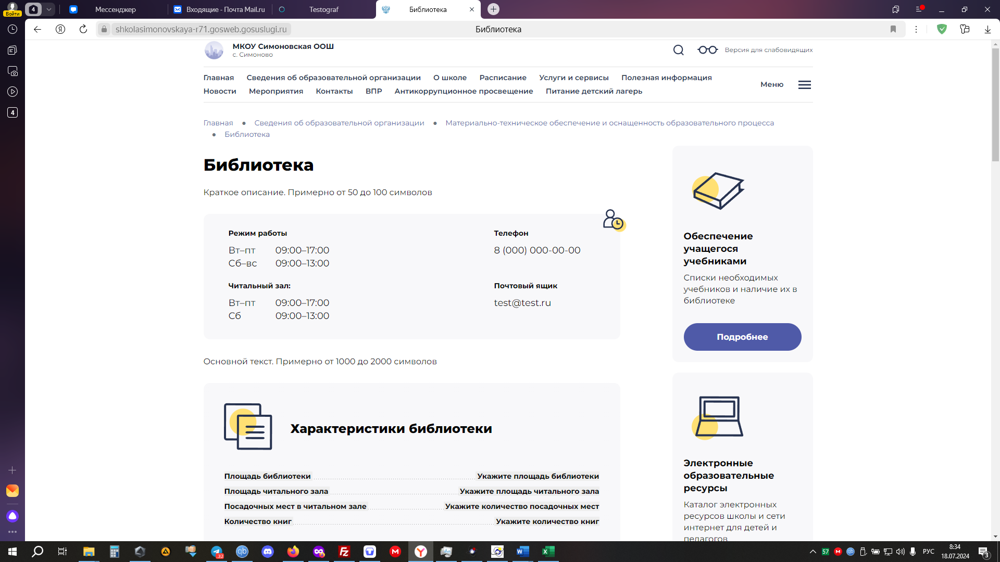 Войти
4
Мессенджер
Входящие - Почта Mail.ru
Testograf
Библиотека
shkolasimonovskaya-r71.gosweb.gosuslugi.ru
Библиотека
4
МКОУ Симоновская ООШ
с. Симоново
Версия для слабовидящих
Главная Сведения об образовательной организации О школе Расписание Услуги и сервисы Полезная информация
Новости Мероприятия Контакты ВПР Антикоррупционное просвещение Питание детский лагерь
Меню
Главная • Сведения об образовательной организации • Материально-техническое обеспечение и оснащенность образовательного процесса
• Библиотека
Библиотека
Краткое описание. Примерно от 50 до 100 символов
Режим работы
Вт–пт 09:00–17:00
Сб–вс 09:00–13:00
Телефон
8 (000) 000-00-00
Читальный зал:
Вт–пт 09:00–17:00
Сб 09:00–13:00
Почтовый ящик
test@test.ru
Основной текст. Примерно от 1000 до 2000 символов
Характеристики библиотеки
Площадь библиотеки Укажите площадь библиотеки
Площадь читального зала Укажите площадь читального зала
Посадочных мест в читальном зале Укажите количество посадочных мест
Количество книг Укажите количество книг
Обеспечение
учащегося
учебниками
Списки необходимых
учебников и наличие их в
библиотеке
Подробнее
Электронные
образовательные
ресурсы
Каталог электронных
ресурсов школы и сети
интернет для детей и
педагогов
32
qb
57
РУС
8:34
18.07.2024
3